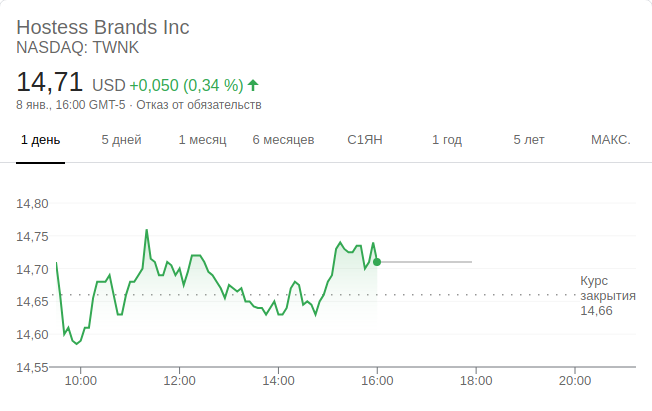 Hostess Brands Inc
NASDAQ: TWNK
14,71 USD +0,050 (0,34 %)
8 янв., 16:00 GMT-5 · Отказ от обязательств
1 день 5 дней 1 месяц 6 месяцев С1ЯН 1 год 5 лет МАКС.
14,80
14,75
14,70
14,65
14,60
14,55
Курс
закрытия
14,66
10:00 12:00 14:00 16:00 18:00 20:00